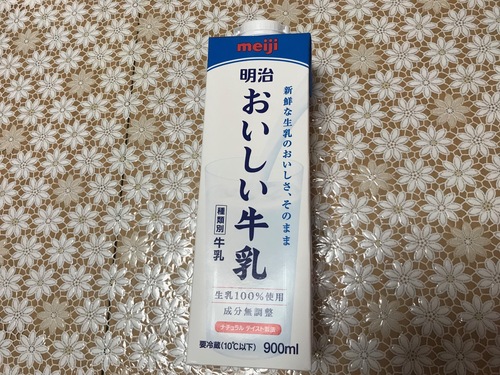 meiji
明治
おいしい牛乳
新鮮な生乳のおいしさ、そのまま
種類別 牛乳
生乳100%使用
成分無調整
ナチュラル テイスト製法
要冷蔵(10℃以下) 900ml